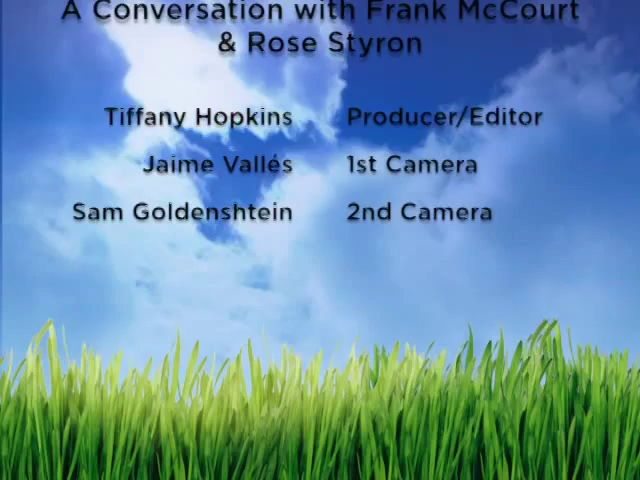 A Conversation with Frank McCourt
& Rose Styron
Tiffany Hopkins Producer/Editor
Jaime Vallés 1st Camera
Sam Goldenshtein 2nd Camera